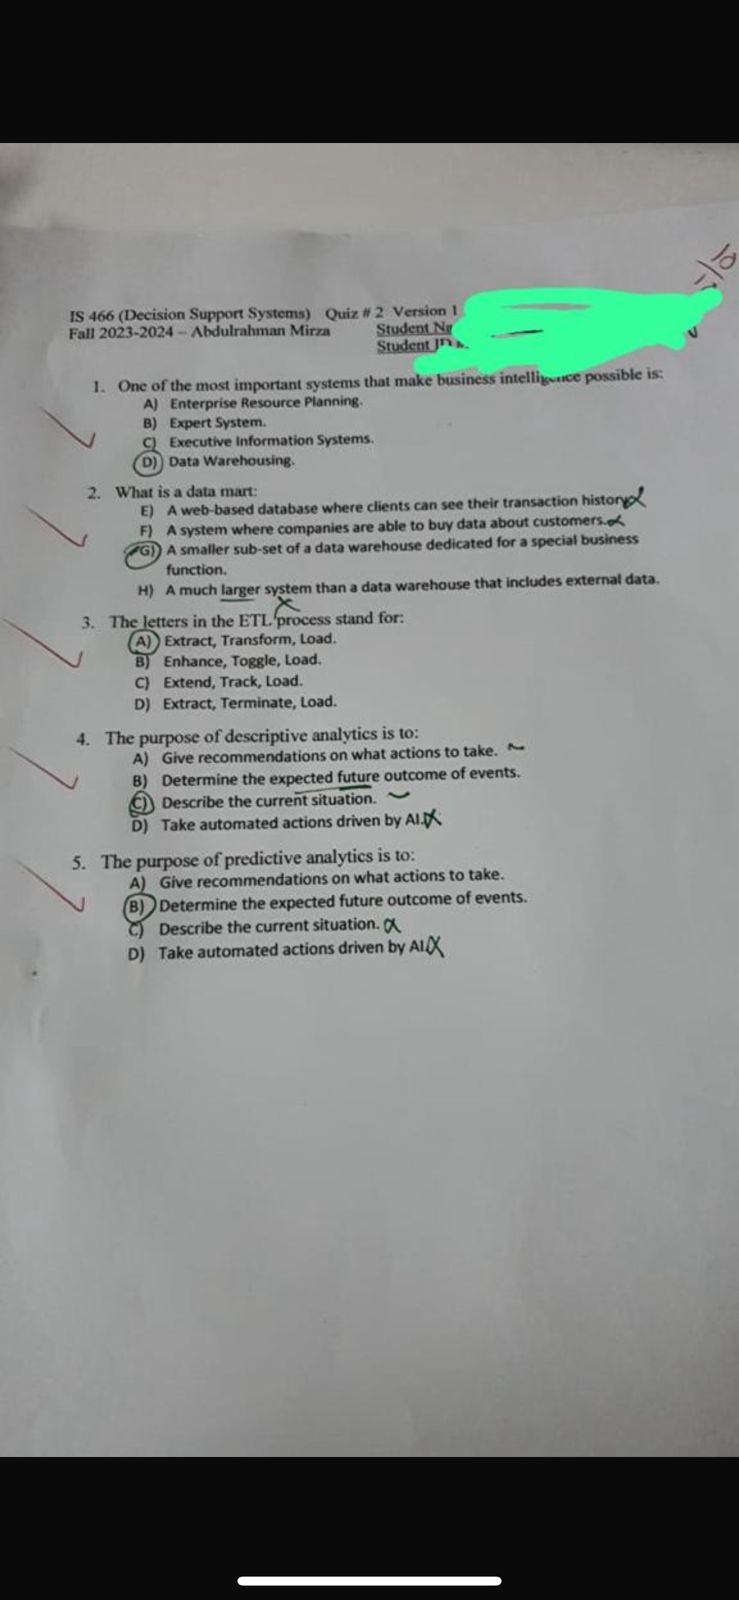 10
IS 466 (Decision Support Systems) Quiz # 2 Version 1
Fall 2023-2024 – Abdulrahman Mirza Student
Student
1. One of the most important systems that make business intelligence possible is:
A) Enterprise Resource Planning.
B) Expert System.
C) Executive Information Systems.
D) Data Warehousing.
2. What is a data mart:
E) A web-based database where clients can see their transaction history
F) A system where companies are able to buy data about customers.
G) A smaller sub-set of a data warehouse dedicated for a special business
function.
H) A much larger system than a data warehouse that includes external data.
3. The letters in the ETL process stand for:
A) Extract, Transform, Load.
B) Enhance, Toggle, Load.
C) Extend, Track, Load.
D) Extract, Terminate, Load.
4. The purpose of descriptive analytics is to:
A) Give recommendations on what actions to take.
B) Determine the expected future outcome of events.
C) Describe the current situation.
D) Take automated actions driven by AI.
5. The purpose of predictive analytics is to:
A) Give recommendations on what actions to take.
B) Determine the expected future outcome of events.
C) Describe the current situation.
D) Take automated actions driven by AI.